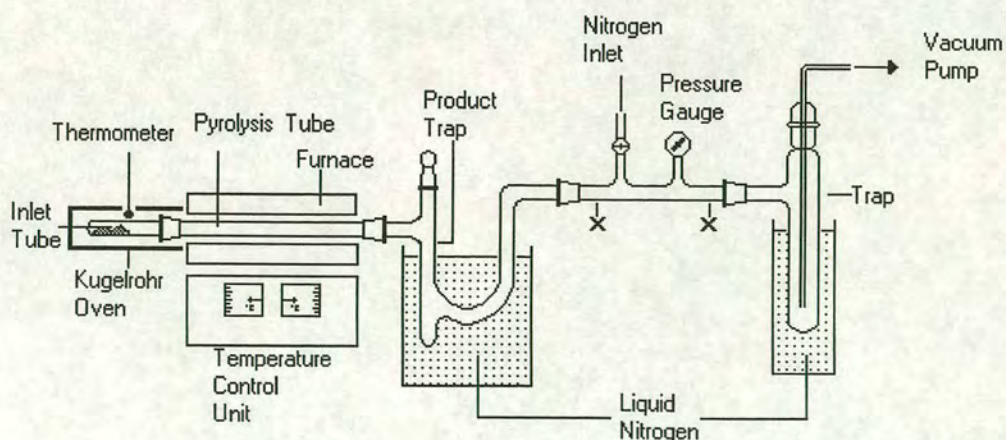 Nitrogen
Inlet
Vacuum
Pump
Pressure
Gauge
Product
Trap
Thermometer
Pyrolysis Tube
Furnace
Inlet
Tube
Trap
Kugelrohr
Oven
Temperature
Control
Unit
Liquid
Nitrogen